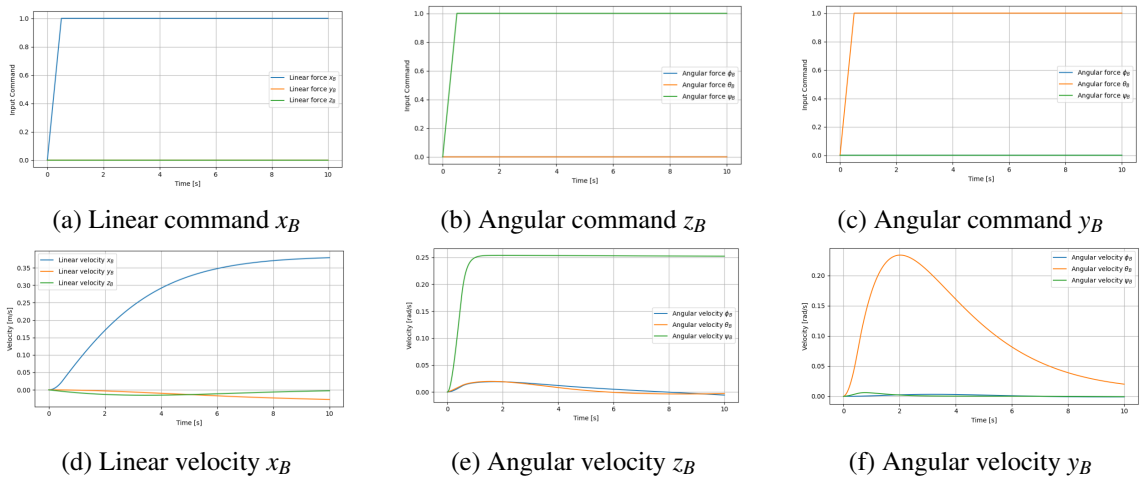 1.0
0.8
0.6
0.4
0.2
0.0
Input Command
0 2 4 6 8 10
Time [s]
Linear force x_B
Linear force y_B
Linear force z_B
(a) Linear command x_B
1.0
0.8
0.6
0.4
0.2
0.0
Input Command
0 2 4 6 8 10
Time [s]
Angular force ϕ_B
Angular force θ_B
Angular force ψ_B
(b) Angular command z_B
1.0
0.8
0.6
0.4
0.2
0.0
Input Command
0 2 4 6 8 10
Time [s]
Angular force ϕ_B
Angular force θ_B
Angular force ψ_B
(c) Angular command y_B
0.35
0.30
0.25
0.20
0.15
0.10
0.05
0.00
Velocity [m/s]
0 2 4 6 8 10
Time [s]
Linear velocity x_B
Linear velocity y_B
Linear velocity z_B
(d) Linear velocity x_B
0.25
0.20
0.15
0.10
0.05
0.00
Velocity [rad/s]
0 2 4 6 8 10
Time [s]
Angular velocity ϕ_B
Angular velocity θ_B
Angular velocity ψ_B
(e) Angular velocity z_B
0.20
0.15
0.10
0.05
0.00
Velocity [rad/s]
0 2 4 6 8 10
Time [s]
Angular velocity ϕ_B
Angular velocity θ_B
Angular velocity ψ_B
(f) Angular velocity y_B